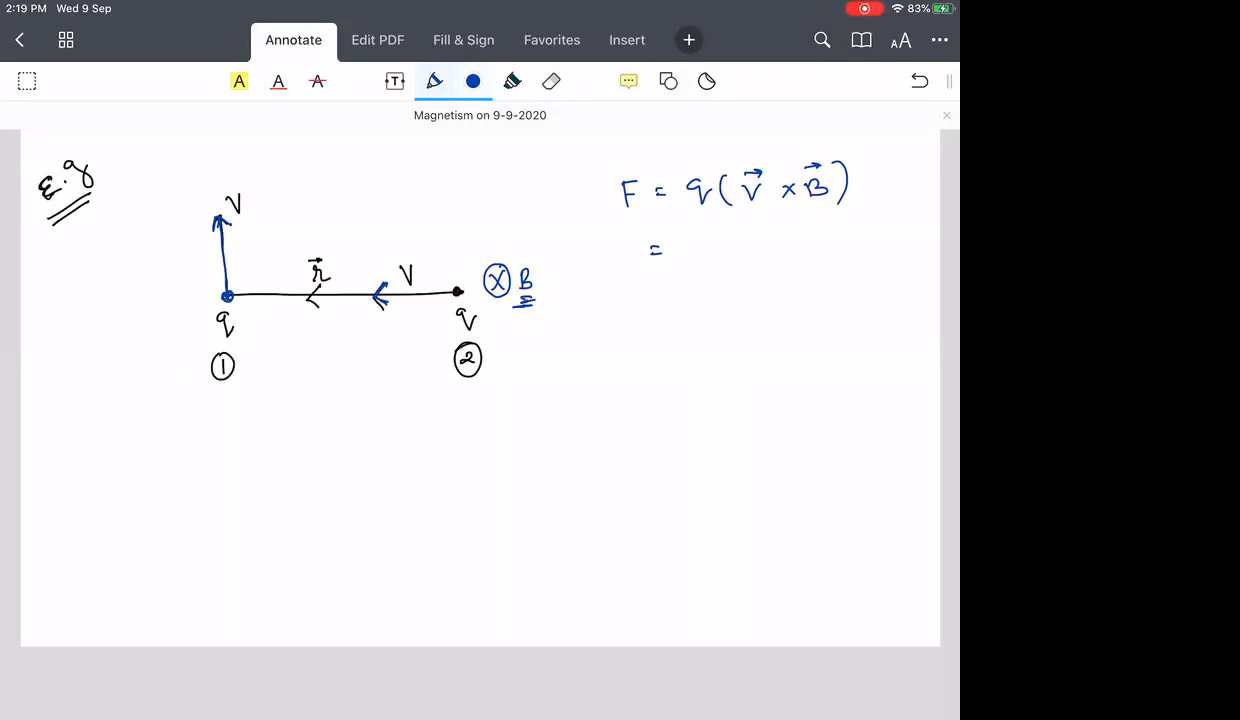 2:19 PM Wed 9 Sep 83%
Annotate Edit PDF Fill & Sign Favorites Insert
AA
A A A T
Magnetism on 9-9-2020
E.g
V
r⃗
V
X B
q
q
1
2
F = q ( V⃗ × B⃗ )
=